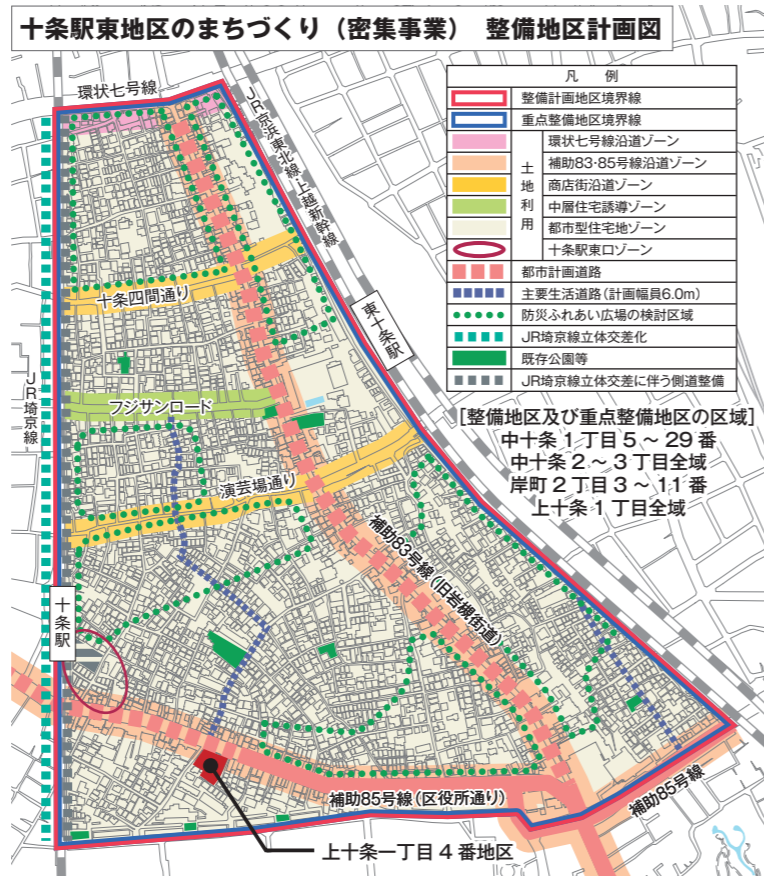 十条駅東地区のまちづくり（密集事業） 整備地区計画図
凡 例
整備計画地区境界線
重点整備地区境界線
土地利用
環状七号線沿道ゾーン
補助83・85号線沿道ゾーン
商店街沿道ゾーン
中層住宅誘導ゾーン
都市型住宅地ゾーン
十条駅東口ゾーン
都市計画道路
主要生活道路（計画幅員6.0m）
防災ふれあい広場の検討区域
JR埼京線立体交差化
既存公園等
JR埼京線立体交差に伴う側道整備
[整備地区及び重点整備地区の区域]
中十条１丁目５～29番
中十条２～３丁目全域
岸町２丁目３～11番
上十条１丁目全域
環状七号線
JR京浜東北線・上越新幹線
十条四間通り
東十条駅
JR埼京線
フジサンロード
演芸場通り
補助83号線（旧岩槻街道）
十条駅
補助85号線（区役所通り）
補助85号線
上十条一丁目４番地区